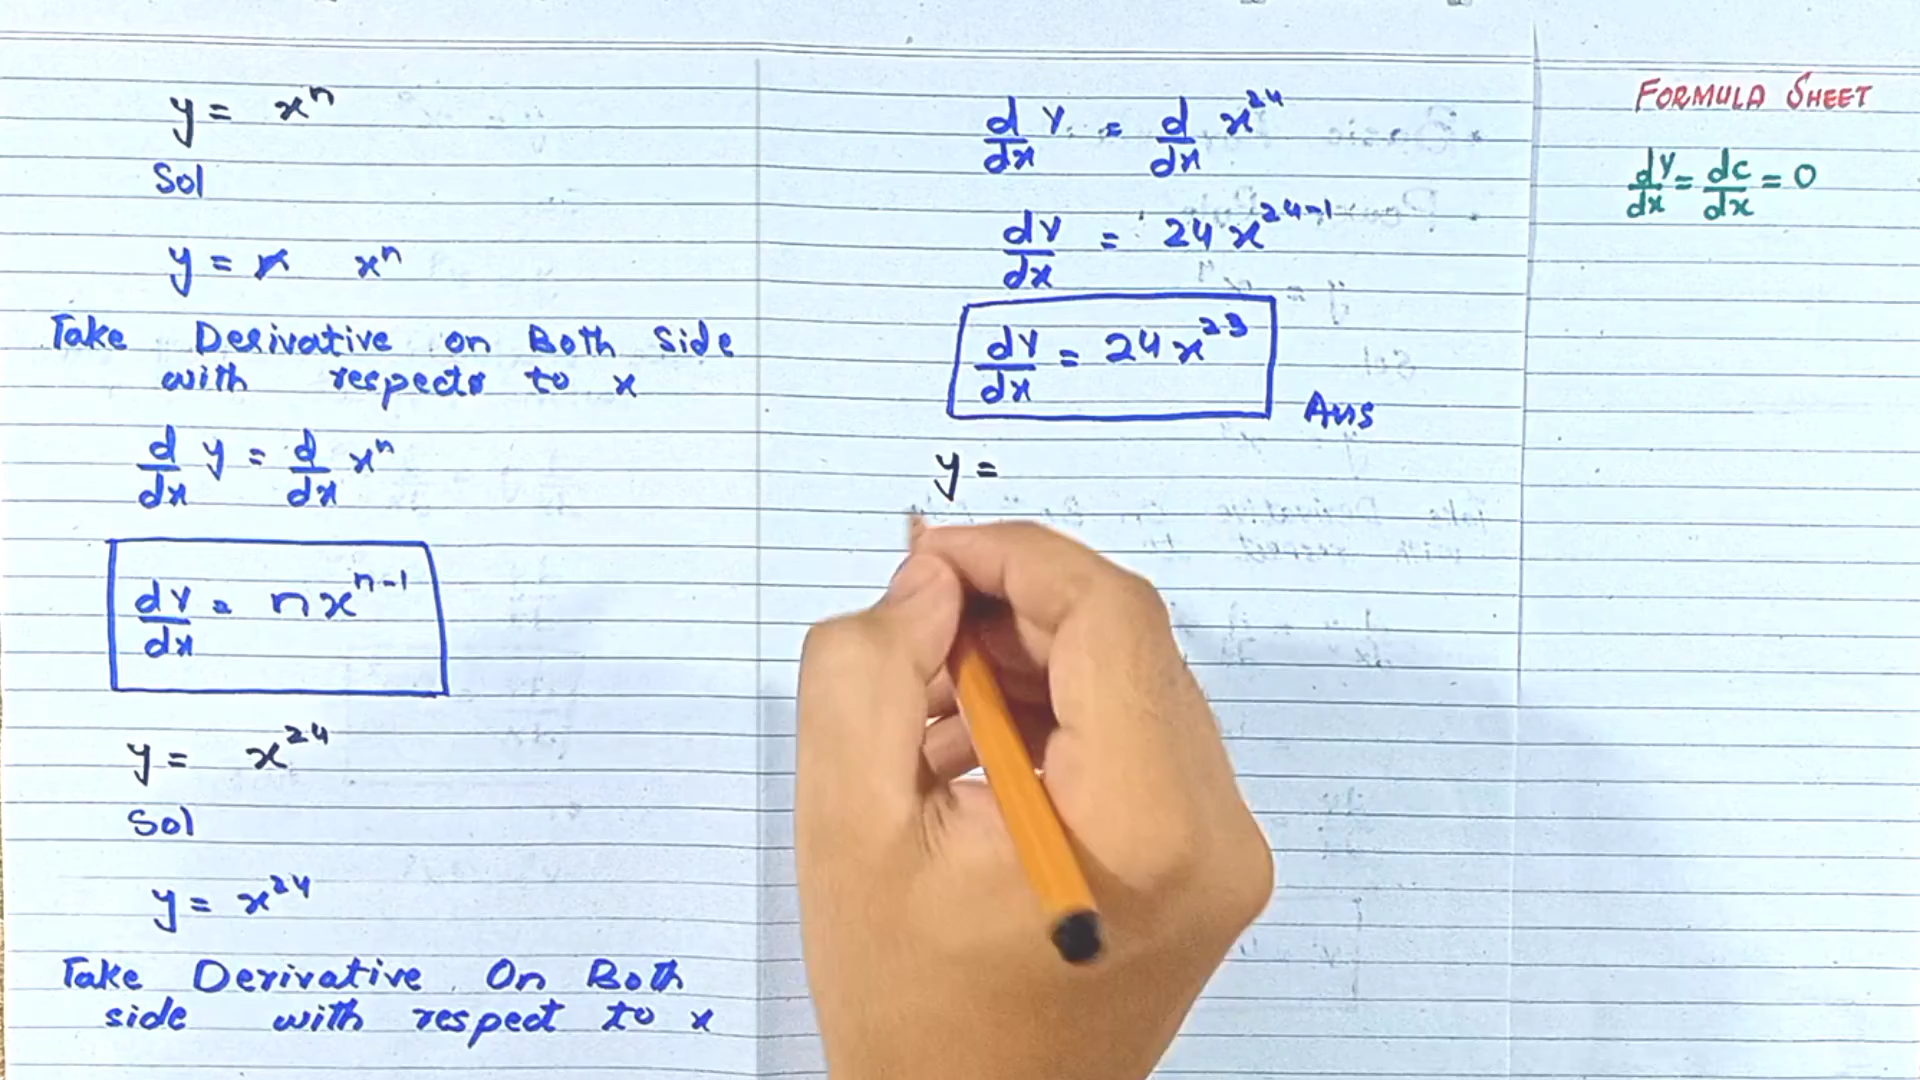 y = xⁿ
Sol
y = xⁿ
Take Derivative on Both side
with respects to x
d/dx y = d/dx xⁿ
dy/dx = nxⁿ⁻¹
y = x²⁴
Sol
y = x²⁴
Take Derivative On Both
side with respect to x
d/dx y = d/dx x²⁴
dy/dx = 24x²⁴⁻¹
dy/dx = 24x²³
Ans
y =
FORMULA SHEET
dy/dx = dc/dx = 0